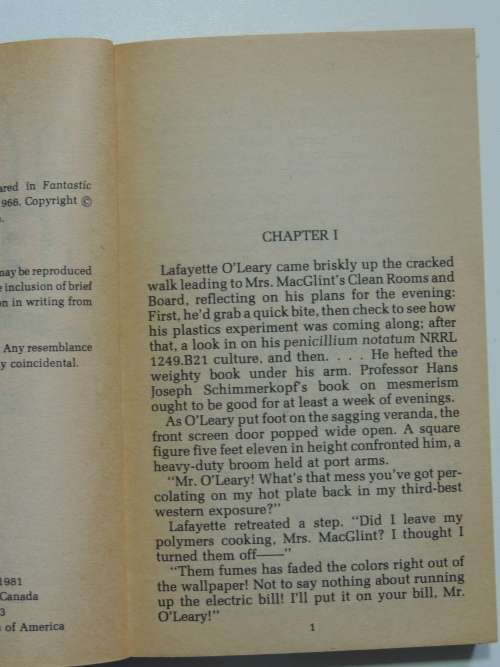 ared in Fantastic
968. Copyright ©
may be reproduced
inclusion of brief
on in writing from
Any resemblance
y coincidental.
1981
Canada
3
s of America
CHAPTER I
Lafayette O'Leary came briskly up the cracked
walk leading to Mrs. MacGlint's Clean Rooms and
Board, reflecting on his plans for the evening:
First, he'd grab a quick bite, then check to see how
his plastics experiment was coming along; after
that, a look in on his penicillium notatum NRRL
1249.B21 culture, and then. . . . He hefted the
weighty book under his arm. Professor Hans
Joseph Schimmerkopf's book on mesmerism
ought to be good for at least a week of evenings.
As O'Leary put foot on the sagging veranda, the
front screen door popped wide open. A square
figure five feet eleven in height confronted him, a
heavy-duty broom held at port arms.
"Mr. O'Leary! What's that mess you've got per-
colating on my hot plate back in my third-best
western exposure?"
Lafayette retreated a step. "Did I leave my
polymers cooking, Mrs. MacGlint? I thought I
turned them off——"
"Them fumes has faded the colors right out of
the wallpaper! Not to say nothing about running
up the electric bill! I'll put it on your bill, Mr.
O'Leary!"
1